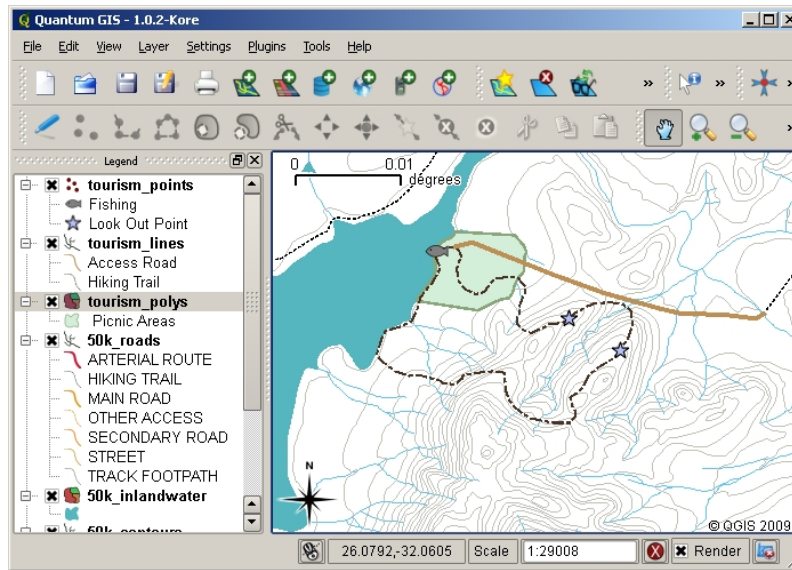 Quantum GIS - 1.0.2-Kore
File Edit View Layer Settings Plugins Tools Help
Legend
tourism_points
Fishing
Look Out Point
tourism_lines
Access Road
Hiking Trail
tourism_polys
Picnic Areas
50k_roads
ARTERIAL ROUTE
HIKING TRAIL
MAIN ROAD
OTHER ACCESS
SECONDARY ROAD
STREET
TRACK FOOTPATH
50k_inlandwater
50k_contours
0 0.01
degrees
N
© QGIS 2009
26.0792,-32.0605 Scale 1:29008 Render